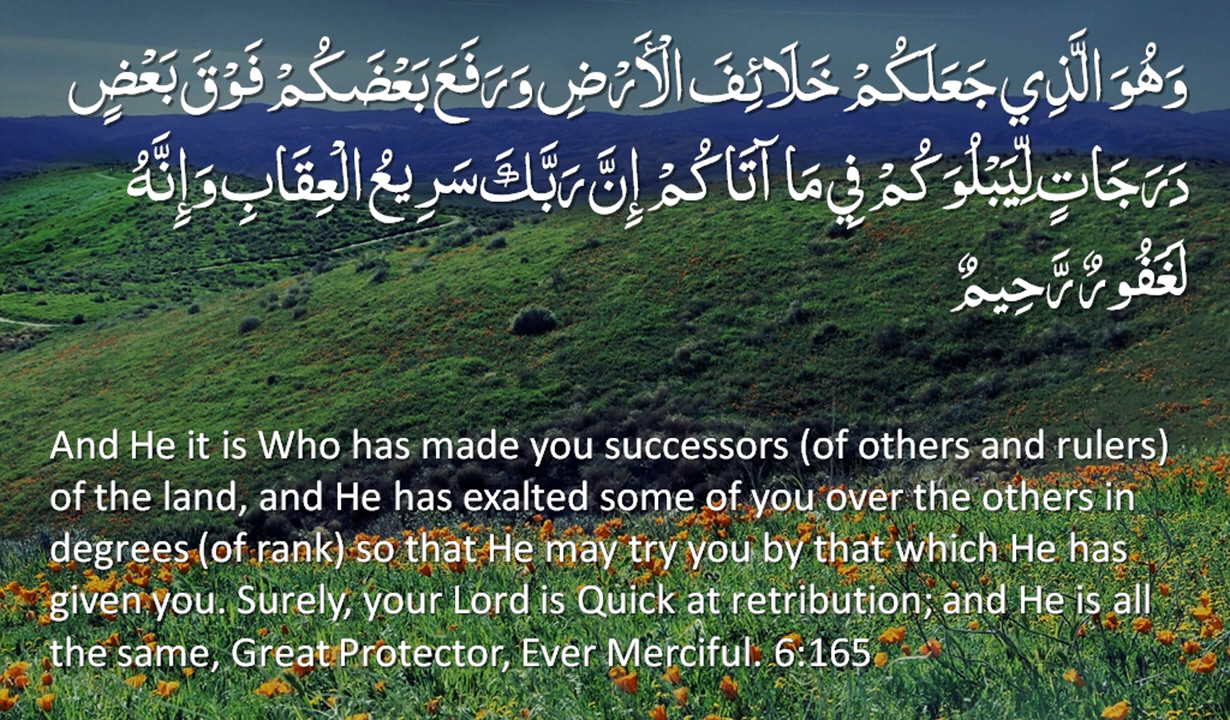 وَهُوَ الَّذِي جَعَلَكُمْ خَلَائِفَ الْأَرْضِ وَرَفَعَ بَعْضَكُمْ فَوْقَ بَعْضٍ
دَرَجَاتٍ لِّيَبْلُوَكُمْ فِي مَا آتَاكُمْ إِنَّ رَبَّكَ سَرِيعُ الْعِقَابِ وَإِنَّهُ
لَغَفُورٌ رَّحِيمٌ
And He it is Who has made you successors (of others and rulers)
of the land, and He has exalted some of you over the others in
degrees (of rank) so that He may try you by that which He has
given you. Surely, your Lord is Quick at retribution; and He is all
the same, Great Protector, Ever Merciful. 6:165